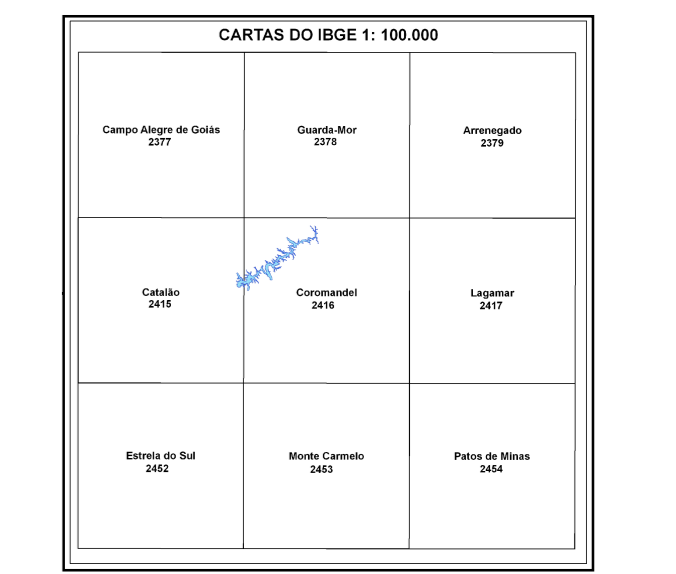 CARTAS DO IBGE 1: 100.000
Campo Alegre de Goiás
2377
Guarda-Mor
2378
Arrenegado
2379
Catalão
2415
Coromandel
2416
Lagamar
2417
Estrela do Sul
2452
Monte Carmelo
2453
Patos de Minas
2454